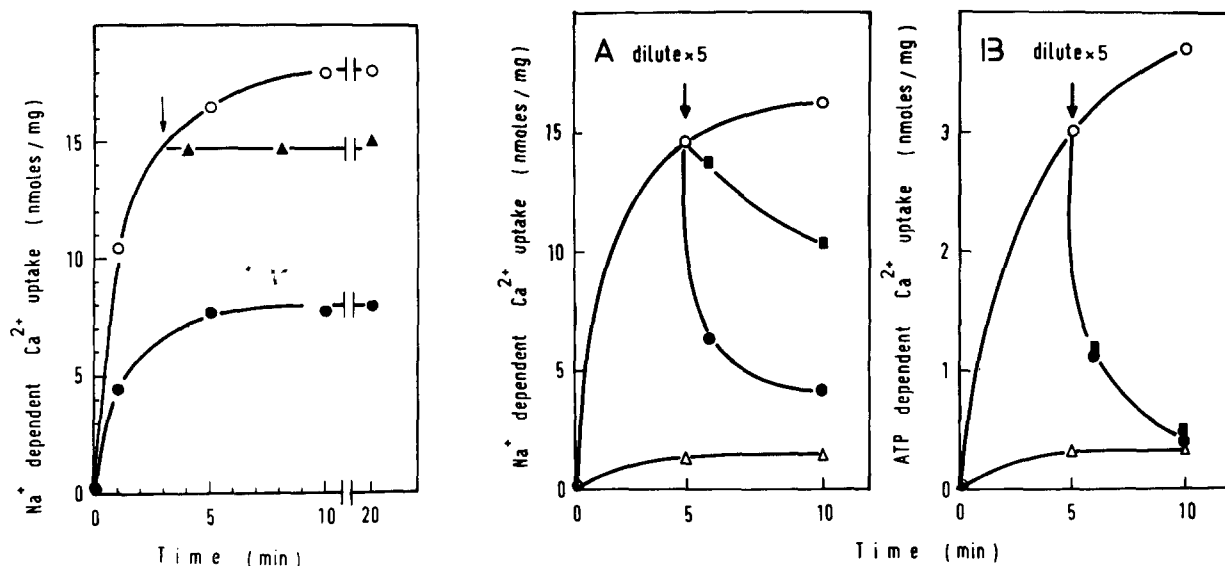 Na+ dependent Ca2+ uptake (nmoles / mg)
15
10
5
0
0 5 10 20
Time (min)
A dilute×5
Na+ dependent Ca2+ uptake (nmoles / mg)
15
10
5
0
0 5 10
B dilute×5
ATP dependent Ca2+ uptake (nmoles / mg)
3
2
1
0
0 5 10
Time (min)